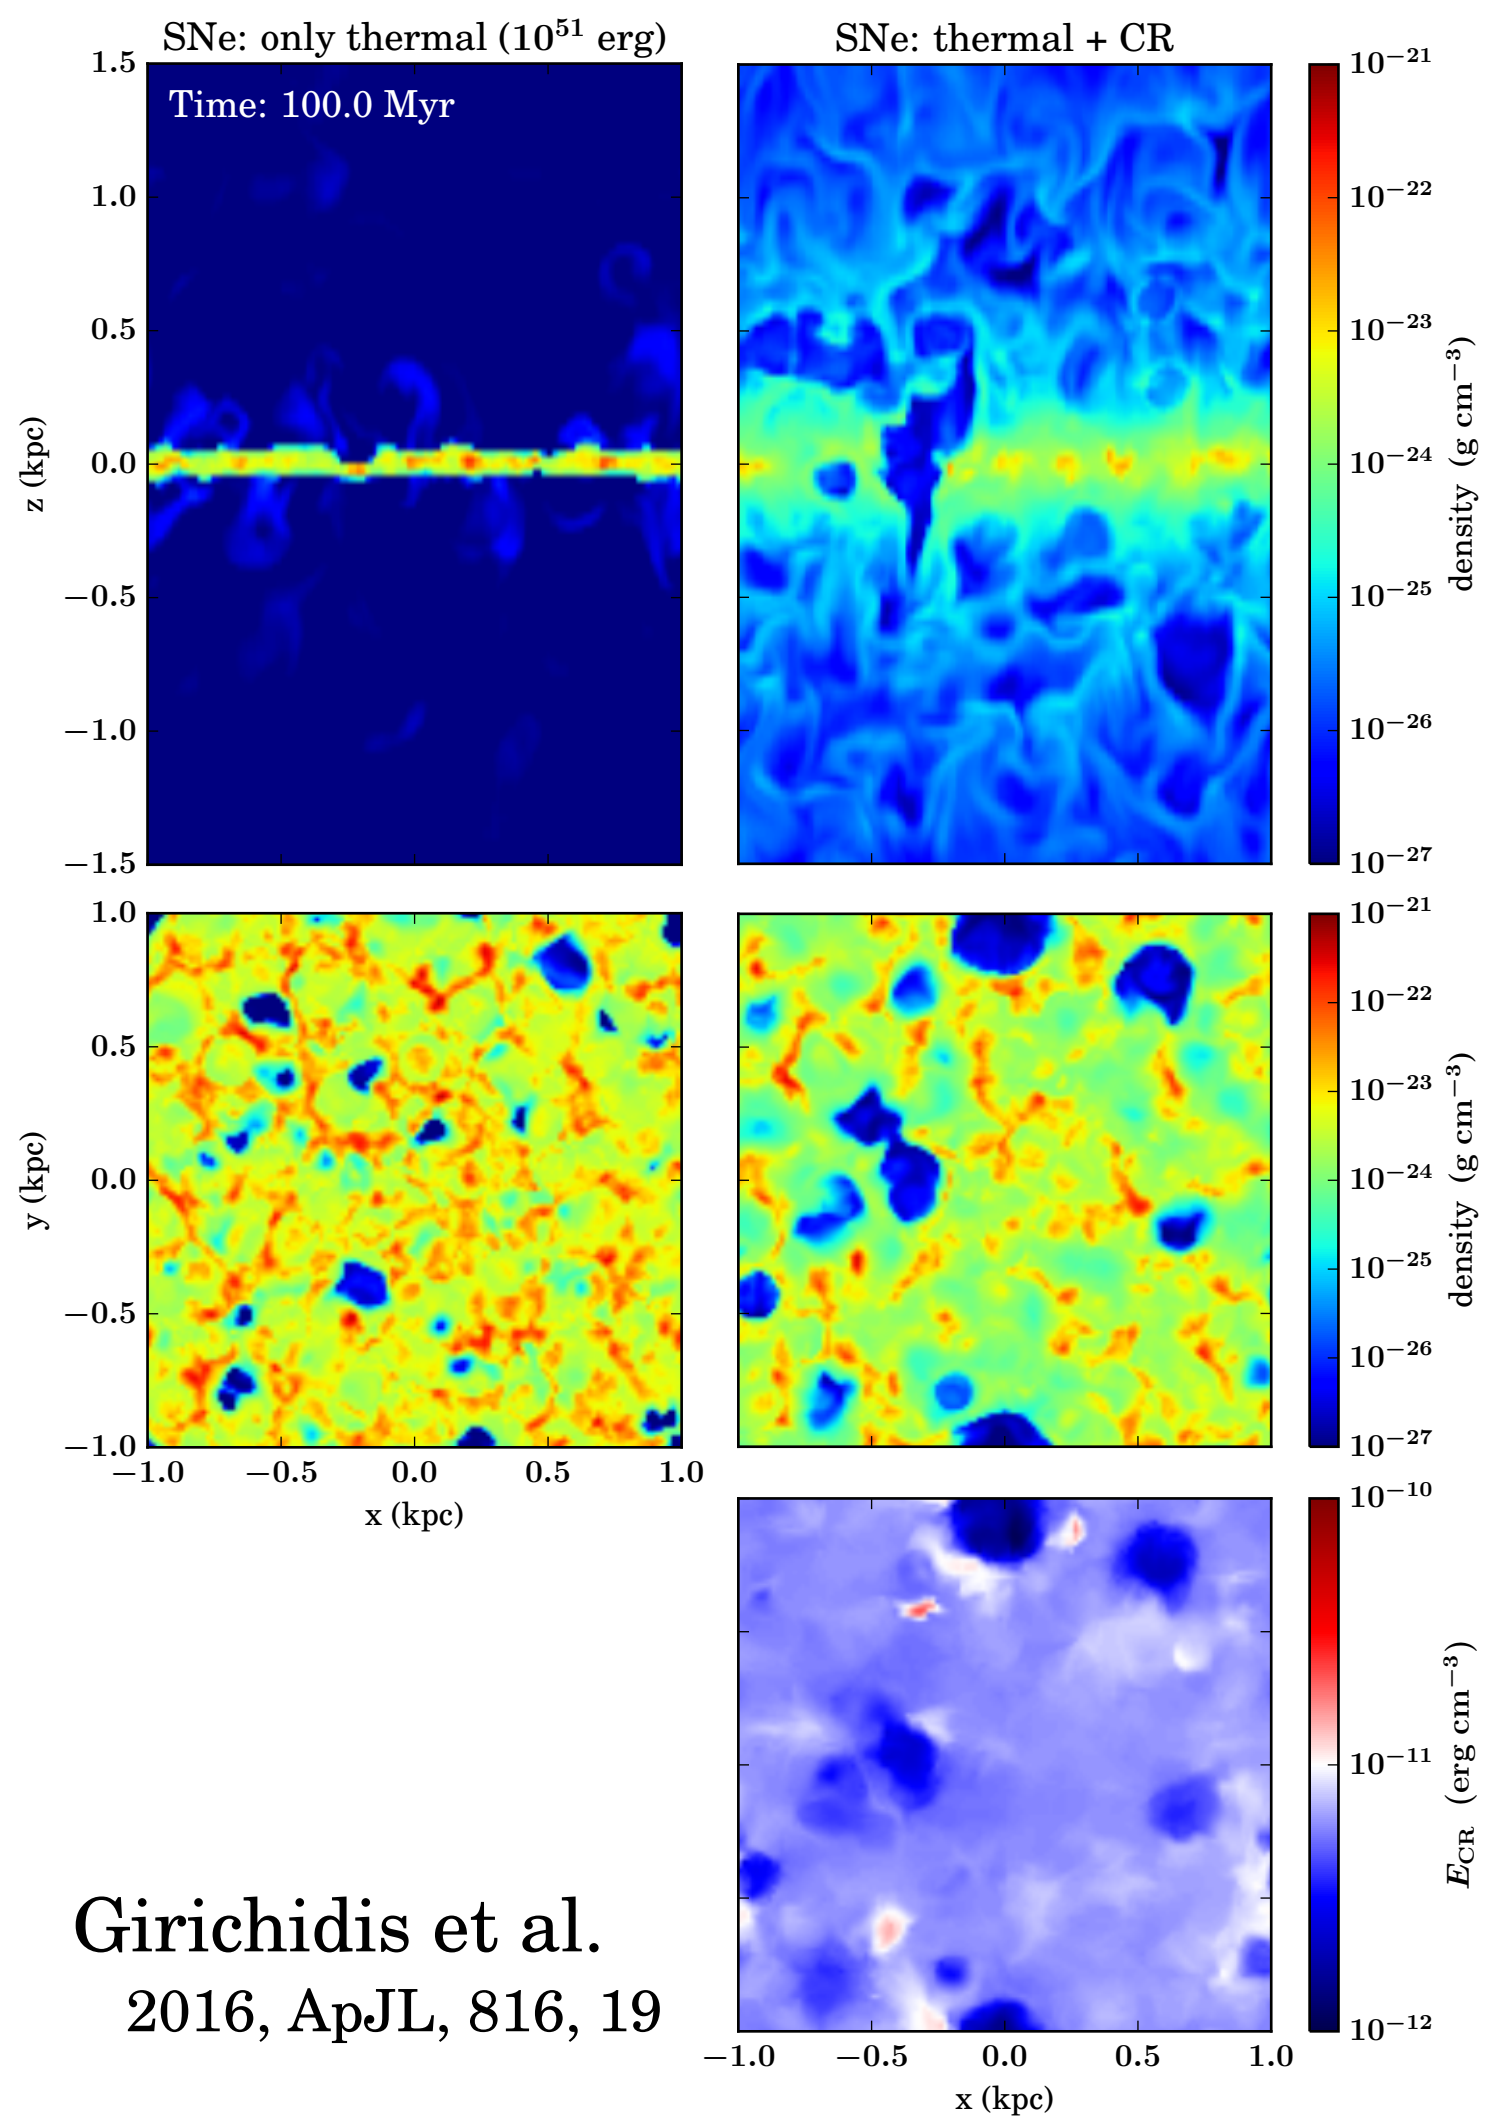 SNe: only thermal (10⁵¹ erg)
SNe: thermal + CR
Time: 100.0 Myr
1.5
1.0
0.5
0.0
−0.5
−1.0
−1.5
z (kpc)
10⁻²¹
10⁻²²
10⁻²³
10⁻²⁴
10⁻²⁵
10⁻²⁶
10⁻²⁷
density (g cm⁻³)
1.0
0.5
0.0
−0.5
−1.0
y (kpc)
−1.0 −0.5 0.0 0.5 1.0
x (kpc)
10⁻²¹
10⁻²²
10⁻²³
10⁻²⁴
10⁻²⁵
10⁻²⁶
10⁻²⁷
density (g cm⁻³)
10⁻¹⁰
10⁻¹¹
10⁻¹²
E_CR (erg cm⁻³)
−1.0 −0.5 0.0 0.5 1.0
x (kpc)
Girichidis et al.
2016, ApJL, 816, 19